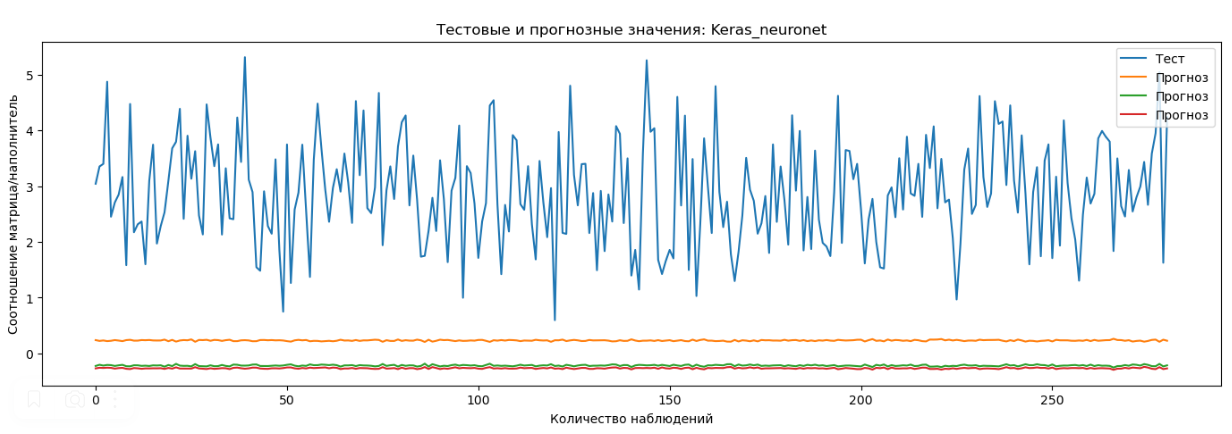 Тестовые и прогнозные значения: Keras_neuronet
Соотношение матрица/наполнитель
5
4
3
2
1
0
Тест
Прогноз
Прогноз
Прогноз
0 50 100 150 200 250
Количество наблюдений